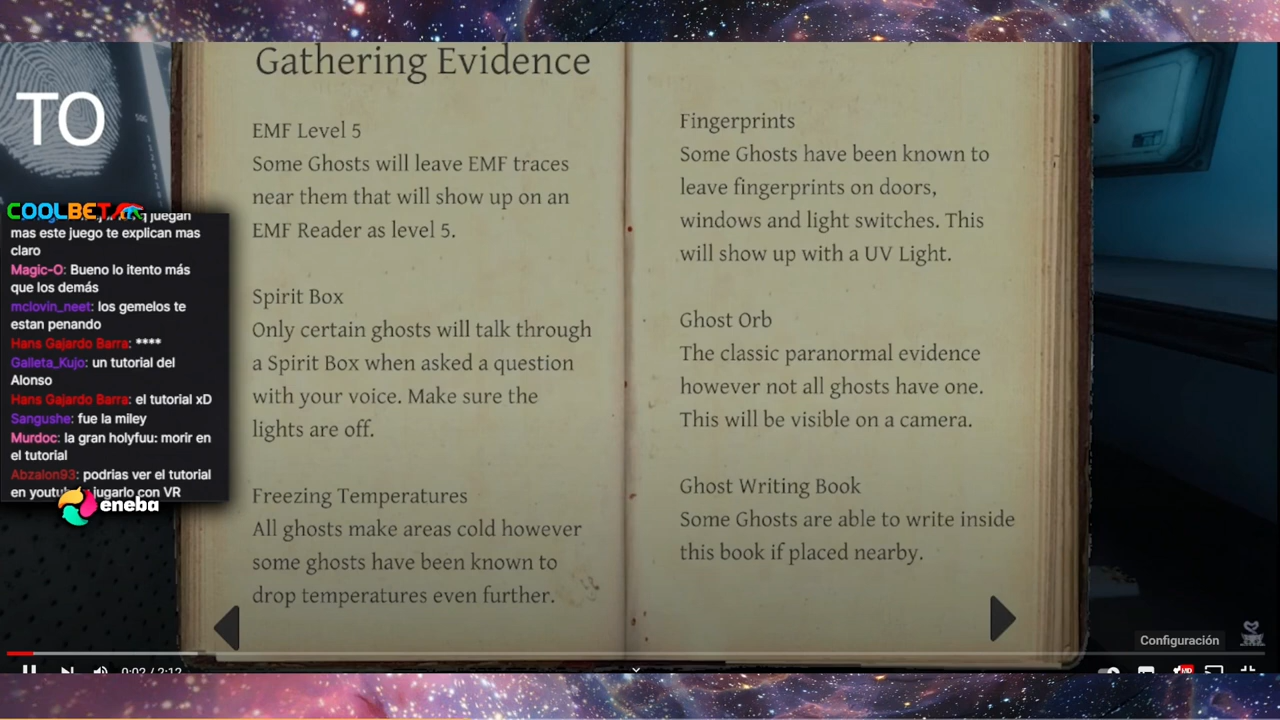 Gathering Evidence
EMF Level 5
Some Ghosts will leave EMF traces
near them that will show up on an
EMF Reader as level 5.
Spirit Box
Only certain ghosts will talk through
a Spirit Box when asked a question
with your voice. Make sure the
lights are off.
Freezing Temperatures
All ghosts make areas cold however
some ghosts have been known to
drop temperatures even further.
Fingerprints
Some Ghosts have been known to
leave fingerprints on doors,
windows and light switches. This
will show up with a UV Light.
Ghost Orb
The classic paranormal evidence
however not all ghosts have one.
This will be visible on a camera.
Ghost Writing Book
Some Ghosts are able to write inside
this book if placed nearby.
TO
COOLBET
juegan
mas este juego te explican mas
claro
Magic-O: Bueno lo itento más
que los demás
mclovin_neet: los gemelos te
estan penando
Hans Gajardo Barra: ****
Galleta_Kujo: un tutorial del
Alonso
Hans Gajardo Barra: el tutorial xD
Sangushe: fue la miley
Murdoc: la gran holyfuu: morir en
el tutorial
Abzalon93: podrias ver el tutorial
en jugarlo con VR
eneba
Configuración
0:02 / 2:12